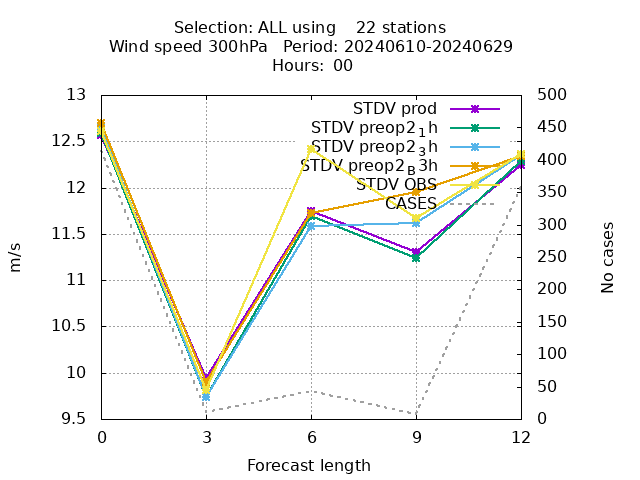 Selection: ALL using    22 stations
Wind speed 300hPa   Period: 20240610-20240629
Hours:  00
13
12.5
12
11.5
11
10.5
10
9.5
500
450
400
350
300
250
200
150
100
50
0
STDV prod
STDV preop2₁h
STDV preop2₃h
STDV preop2_B3h
STDV OBS
CASES
m/s
No cases
0
3
6
9
12
Forecast length